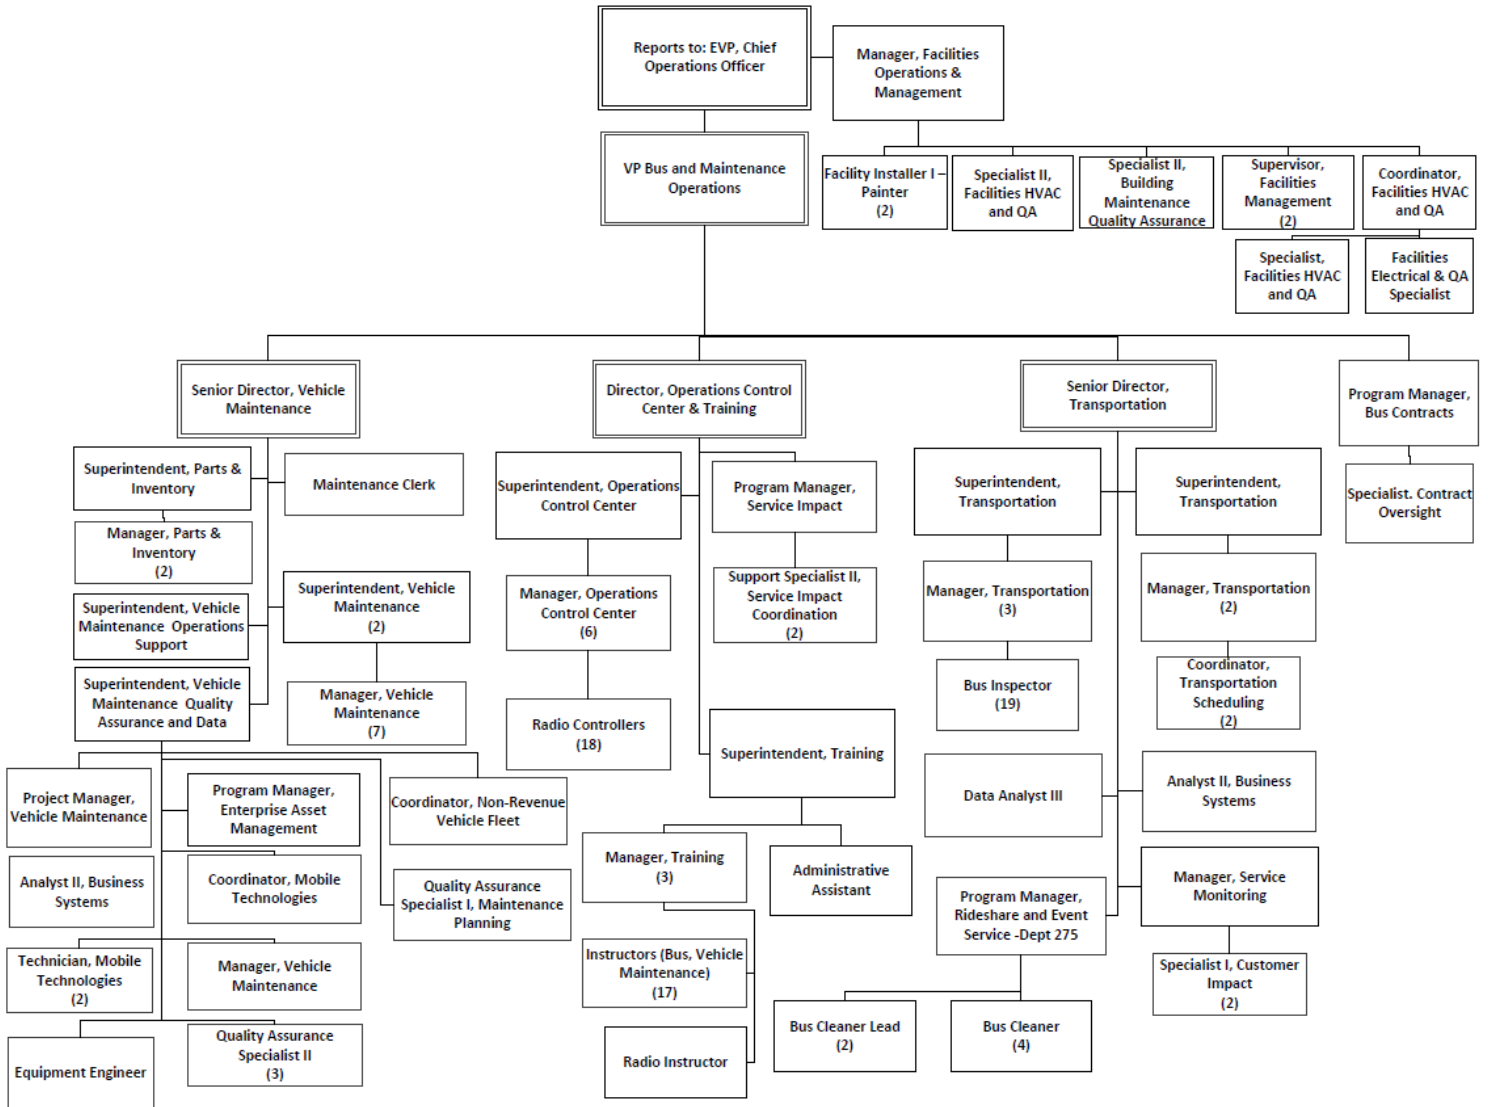 Reports to: EVP, Chief
Operations Officer
Manager, Facilities
Operations &
Management
VP Bus and Maintenance
Operations
Facility Installer I –
Painter
(2)
Specialist II,
Facilities HVAC
and QA
Specialist II,
Building
Maintenance
Quality Assurance
Supervisor,
Facilities
Management
(2)
Coordinator,
Facilities HVAC
and QA
Specialist,
Facilities HVAC
and QA
Facilities
Electrical & QA
Specialist
Senior Director, Vehicle
Maintenance
Director, Operations Control
Center & Training
Senior Director,
Transportation
Program Manager,
Bus Contracts
Superintendent, Parts &
Inventory
Maintenance Clerk
Manager, Parts &
Inventory
(2)
Superintendent, Vehicle
Maintenance
(2)
Superintendent, Vehicle
Maintenance Operations
Support
Superintendent, Vehicle
Maintenance Quality
Assurance and Data
Manager, Vehicle
Maintenance
(7)
Project Manager,
Vehicle Maintenance
Program Manager,
Enterprise Asset
Management
Coordinator, Non-Revenue
Vehicle Fleet
Analyst II, Business
Systems
Coordinator, Mobile
Technologies
Quality Assurance
Specialist I, Maintenance
Planning
Technician, Mobile
Technologies
(2)
Manager, Vehicle
Maintenance
Equipment Engineer
Quality Assurance
Specialist II
(3)
Superintendent, Operations
Control Center
Program Manager,
Service Impact
Manager, Operations
Control Center
(6)
Support Specialist II,
Service Impact
Coordination
(2)
Radio Controllers
(18)
Superintendent, Training
Manager, Training
(3)
Administrative
Assistant
Instructors (Bus, Vehicle
Maintenance)
(17)
Radio Instructor
Superintendent,
Transportation
Superintendent,
Transportation
Manager, Transportation
(3)
Manager, Transportation
(2)
Bus Inspector
(19)
Coordinator,
Transportation
Scheduling
(2)
Data Analyst III
Analyst II, Business
Systems
Program Manager,
Rideshare and Event
Service -Dept 275
Manager, Service
Monitoring
Bus Cleaner Lead
(2)
Bus Cleaner
(4)
Specialist I, Customer
Impact
(2)
Specialist. Contract
Oversight